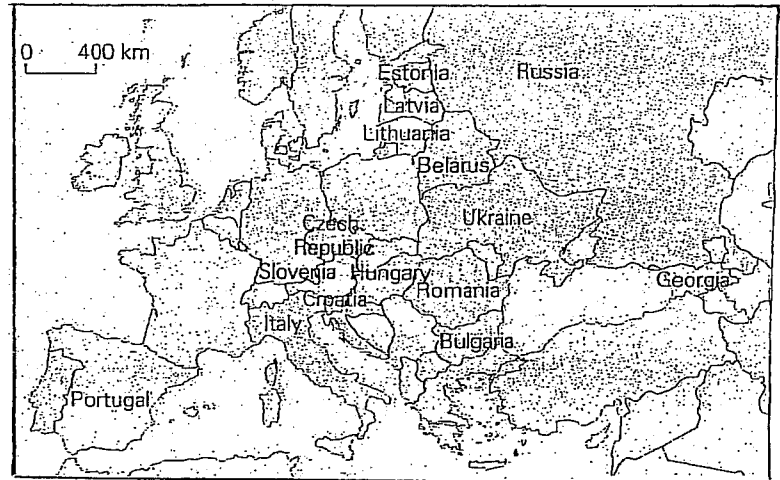 0 400 km
Estonia
Russia
Latvia
Lithuania
Belarus
Ukraine
Czech
Republic
Slovenia
Hungary
Romania
Georgia
Croatia
Italy
Bulgaria
Portugal